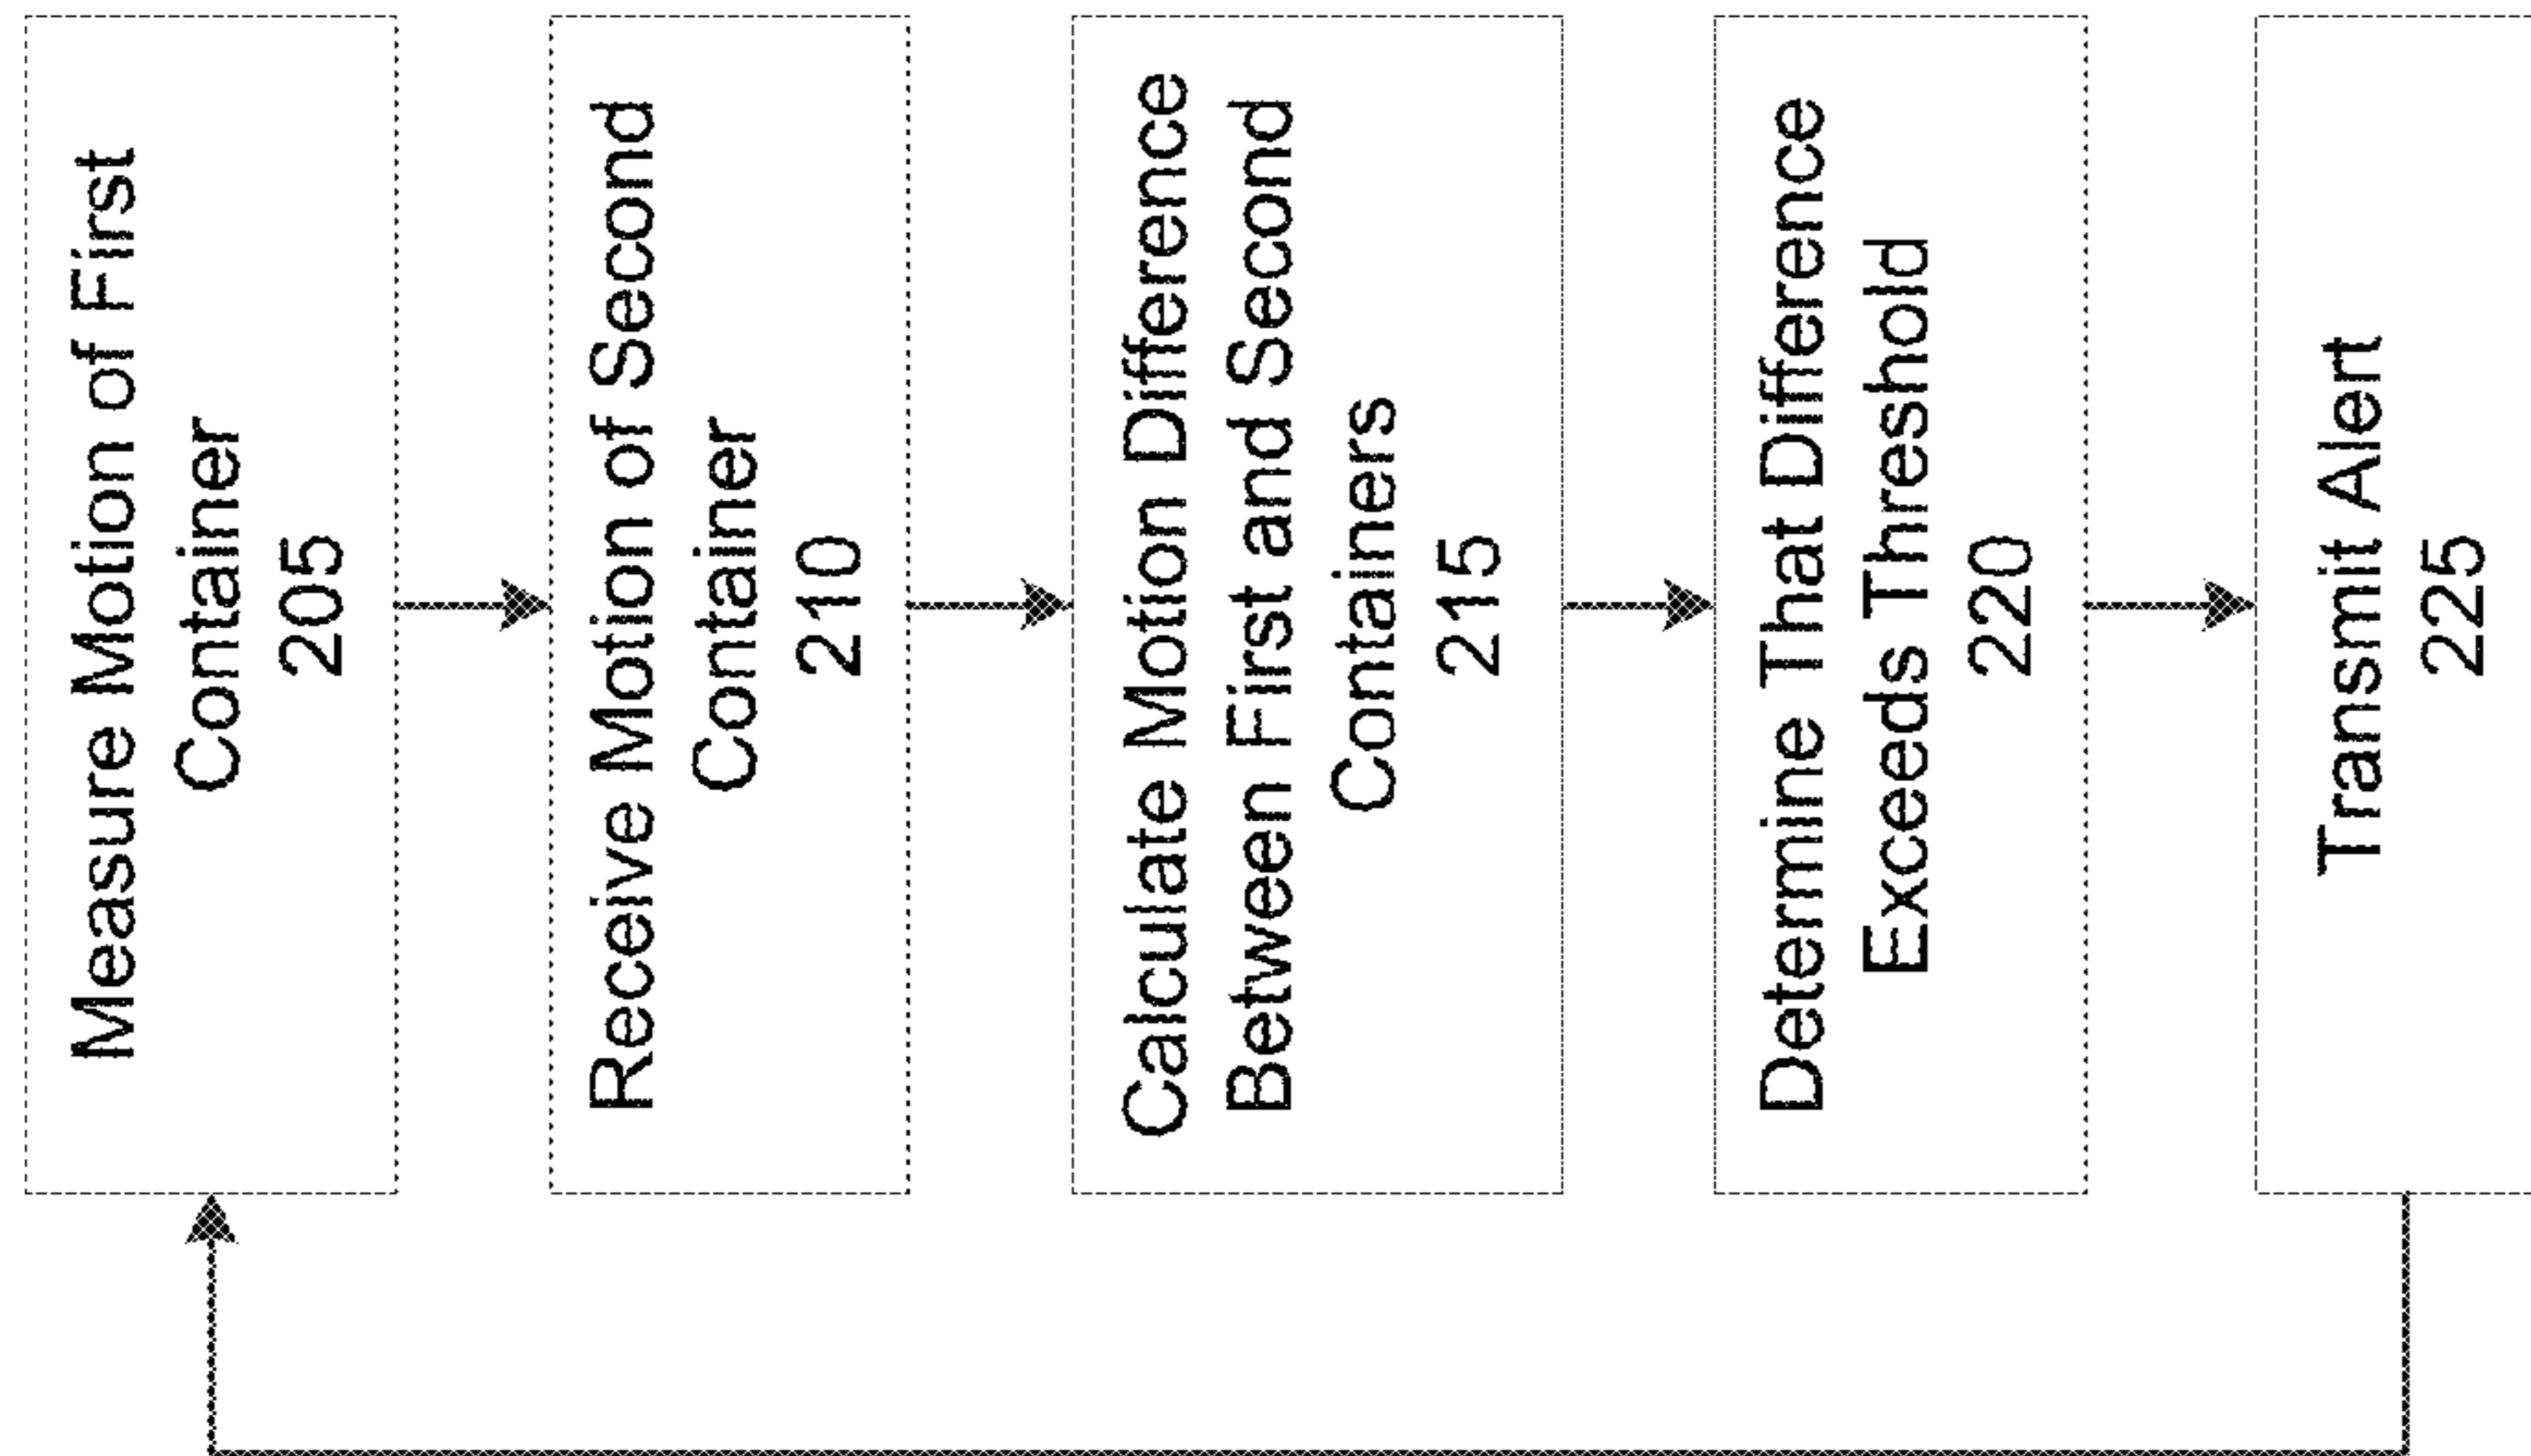 Measure Motion of First
Container
205
Receive Motion of Second
Container
210
Calculate Motion Difference
Between First and Second
Containers
215
Determine That Difference
Exceeds Threshold
220
Transmit Alert
225